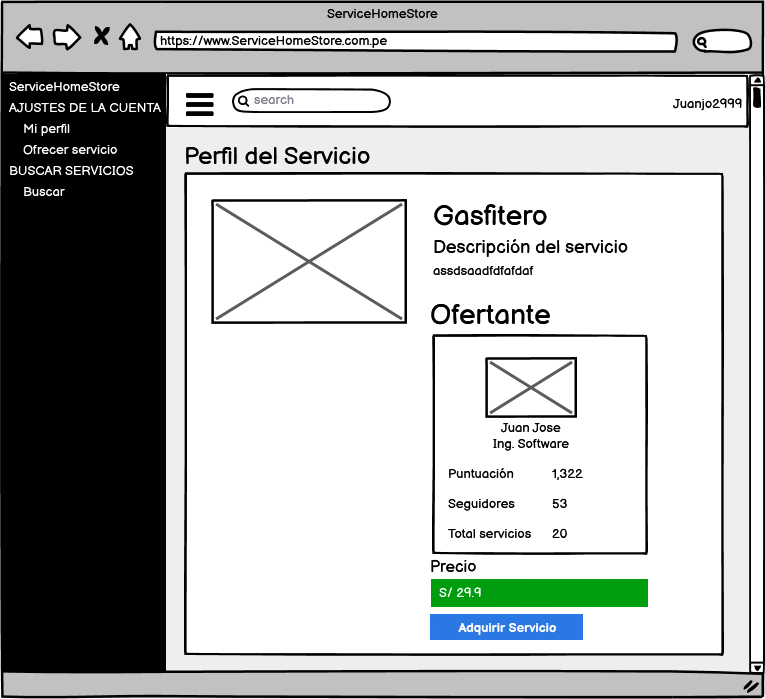 ServiceHomeStore
https://www.ServiceHomeStore.com.pe
ServiceHomeStore
AJUSTES DE LA CUENTA
Mi perfil
Ofrecer servicio
BUSCAR SERVICIOS
Buscar
search
Juanjo2999
Perfil del Servicio
Gasfitero
Descripción del servicio
assdsaadfdfafdaf
Ofertante
Juan Jose
Ing. Software
Puntuación 1,322
Seguidores 53
Total servicios 20
Precio
S/ 29.9
Adquirir Servicio